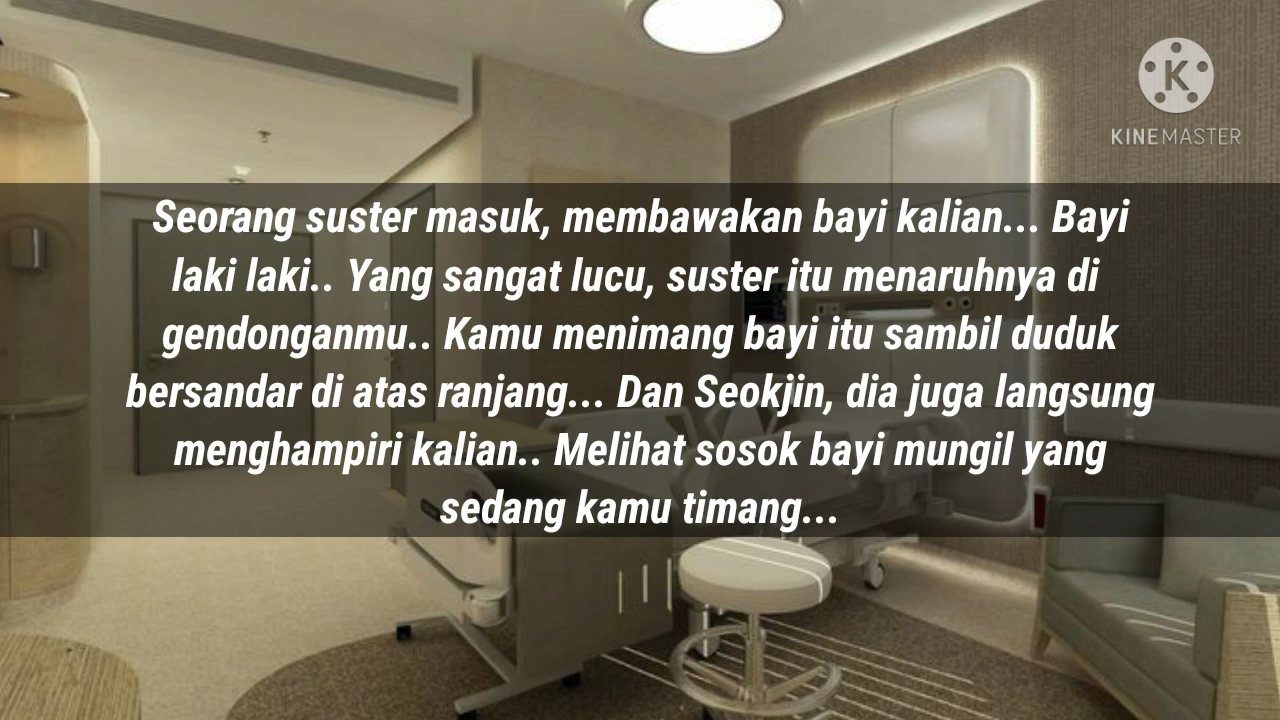 KINEMASTER
Seorang suster masuk, membawakan bayi kalian... Bayi
laki laki.. Yang sangat lucu, suster itu menaruhnya di
gendonganmu.. Kamu menimang bayi itu sambil duduk
bersandar di atas ranjang... Dan Seokjin, dia juga langsung
menghampiri kalian.. Melihat sosok bayi mungil yang
sedang kamu timang...